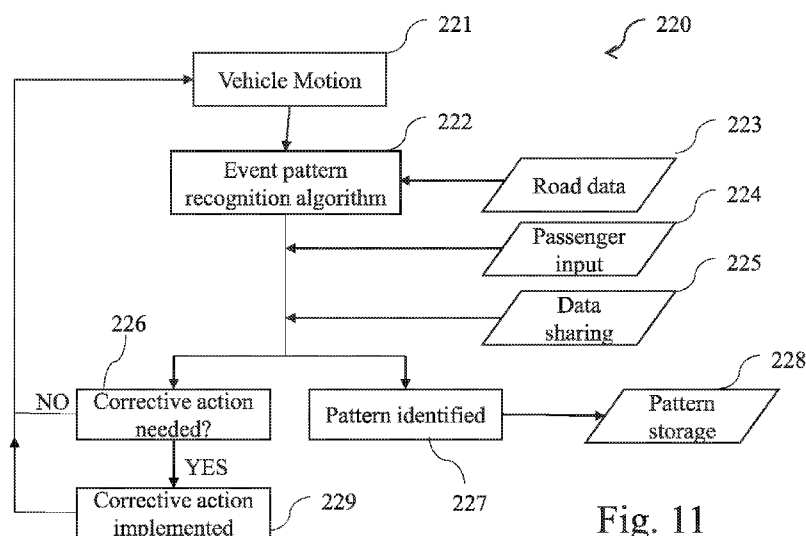 221
220
Vehicle Motion
222
Event pattern
recognition algorithm
223
Road data
224
Passenger
input
225
Data
sharing
226
NO
Corrective action
needed?
YES
Pattern identified
227
228
Pattern
storage
Corrective action
implemented
229
Fig. 11